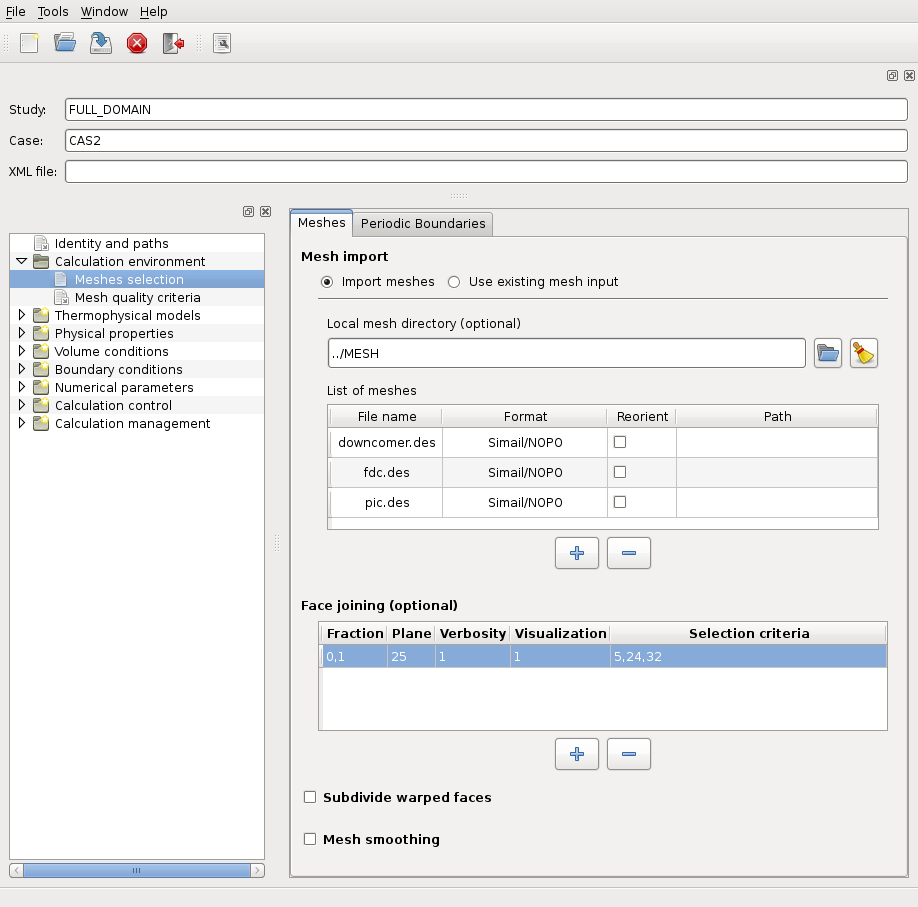 File Tools Window Help
Study: FULL_DOMAIN
Case: CAS2
XML file:
Identity and paths
Calculation environment
Meshes selection
Mesh quality criteria
Thermophysical models
Physical properties
Volume conditions
Boundary conditions
Numerical parameters
Calculation control
Calculation management
Meshes Periodic Boundaries
Mesh import
Import meshes Use existing mesh input
Local mesh directory (optional)
../MESH
List of meshes
File name Format Reorient Path
downcomer.des Simail/NOPO
fdc.des Simail/NOPO
pic.des Simail/NOPO
Face joining (optional)
Fraction Plane Verbosity Visualization Selection criteria
0,1 25 1 1 5,24,32
Subdivide warped faces
Mesh smoothing